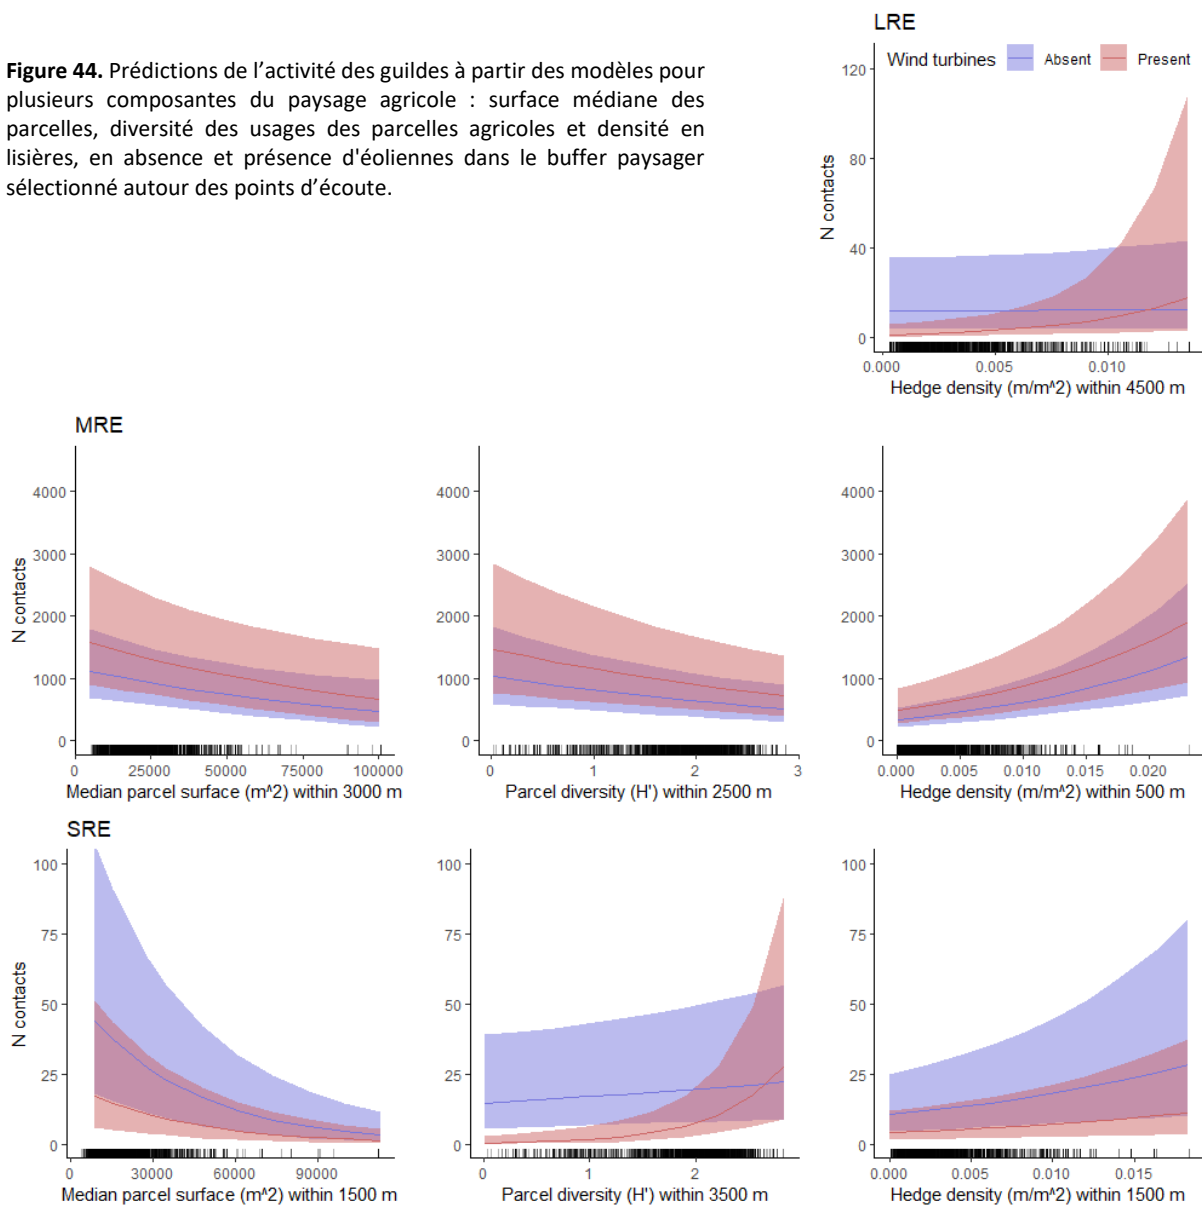 Figure 44. Prédictions de l'activité des guildes à partir des modèles pour
plusieurs composantes du paysage agricole : surface médiane des
parcelles, diversité des usages des parcelles agricoles et densité en
lisières, en absence et présence d'éoliennes dans le buffer paysager
sélectionné autour des points d'écoute.
LRE
Wind turbines Absent Present
120
80
40
0
N contacts
0.000 0.005 0.010
Hedge density (m/m^2) within 4500 m
MRE
4000
3000
2000
1000
0
N contacts
0 25000 50000 75000 100000
Median parcel surface (m^2) within 3000 m
4000
3000
2000
1000
0
0 1 2 3
Parcel diversity (H') within 2500 m
4000
3000
2000
1000
0
0.000 0.005 0.010 0.015 0.020
Hedge density (m/m^2) within 500 m
SRE
100
75
50
25
0
N contacts
0 30000 60000 90000
Median parcel surface (m^2) within 1500 m
100
75
50
25
0
0 1 2
Parcel diversity (H') within 3500 m
100
75
50
25
0
0.000 0.005 0.010 0.015
Hedge density (m/m^2) within 1500 m